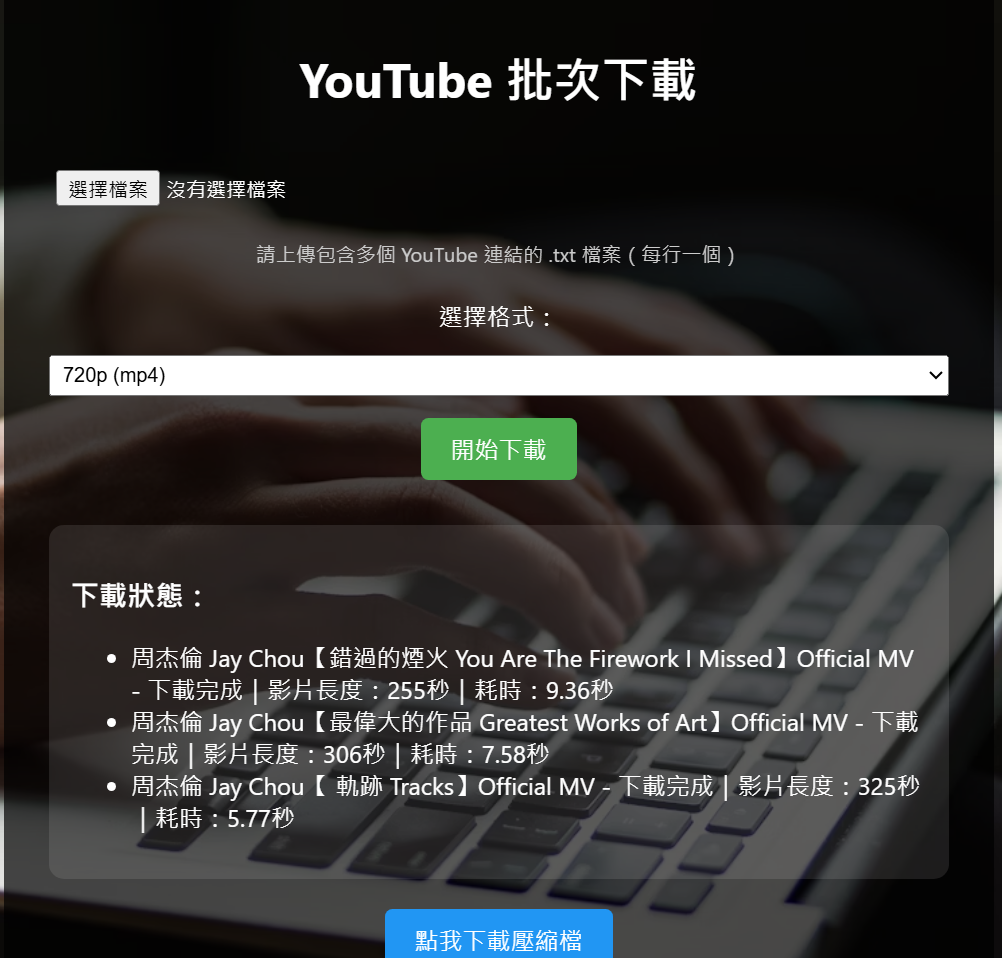 YouTube 批次下載
選擇檔案 沒有選擇檔案
請上傳包含多個 YouTube 連結的 .txt 檔案（每行一個）
選擇格式：
720p (mp4)
開始下載
下載狀態：
周杰倫 Jay Chou【錯過的煙火 You Are The Firework I Missed】Official MV
- 下載完成｜影片長度：255秒｜耗時：9.36秒
周杰倫 Jay Chou【最偉大的作品 Greatest Works of Art】Official MV - 下載
完成｜影片長度：306秒｜耗時：7.58秒
周杰倫 Jay Chou【 軌跡 Tracks】Official MV - 下載完成｜影片長度：325秒
｜耗時：5.77秒
點我下載壓縮檔